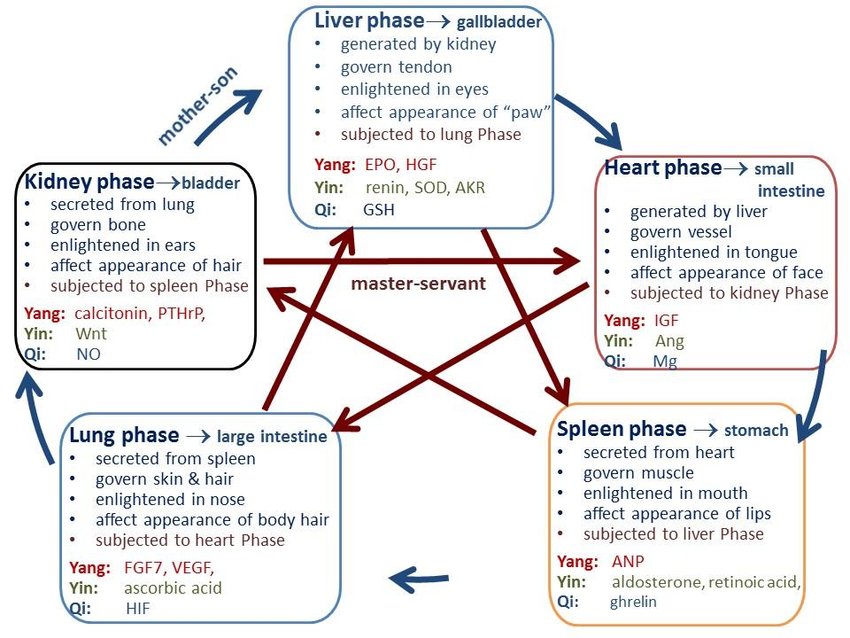 Liver phase → gallbladder
• generated by kidney
• govern tendon
• enlightened in eyes
• affect appearance of “paw”
• subjected to lung Phase
Yang: EPO, HGF
Yin: renin, SOD, AKR
Qi: GSH
mother-son
Kidney phase→bladder
• secreted from lung
• govern bone
• enlightened in ears
• affect appearance of hair
• subjected to spleen Phase
Yang: calcitonin, PTHrP,
Yin: Wnt
Qi: NO
Heart phase→ small
intestine
• generated by liver
• govern vessel
• enlightened in tongue
• affect appearance of face
• subjected to kidney Phase
Yang: IGF
Yin: Ang
Qi: Mg
master-servant
Lung phase → large intestine
• secreted from spleen
• govern skin & hair
• enlightened in nose
• affect appearance of body hair
• subjected to heart Phase
Yang: FGF7, VEGF,
Yin: ascorbic acid
Qi: HIF
Spleen phase → stomach
• secreted from heart
• govern muscle
• enlightened in mouth
• affect appearance of lips
• subjected to liver Phase
Yang: ANP
Yin: aldosterone, retinoic acid,
Qi: ghrelin